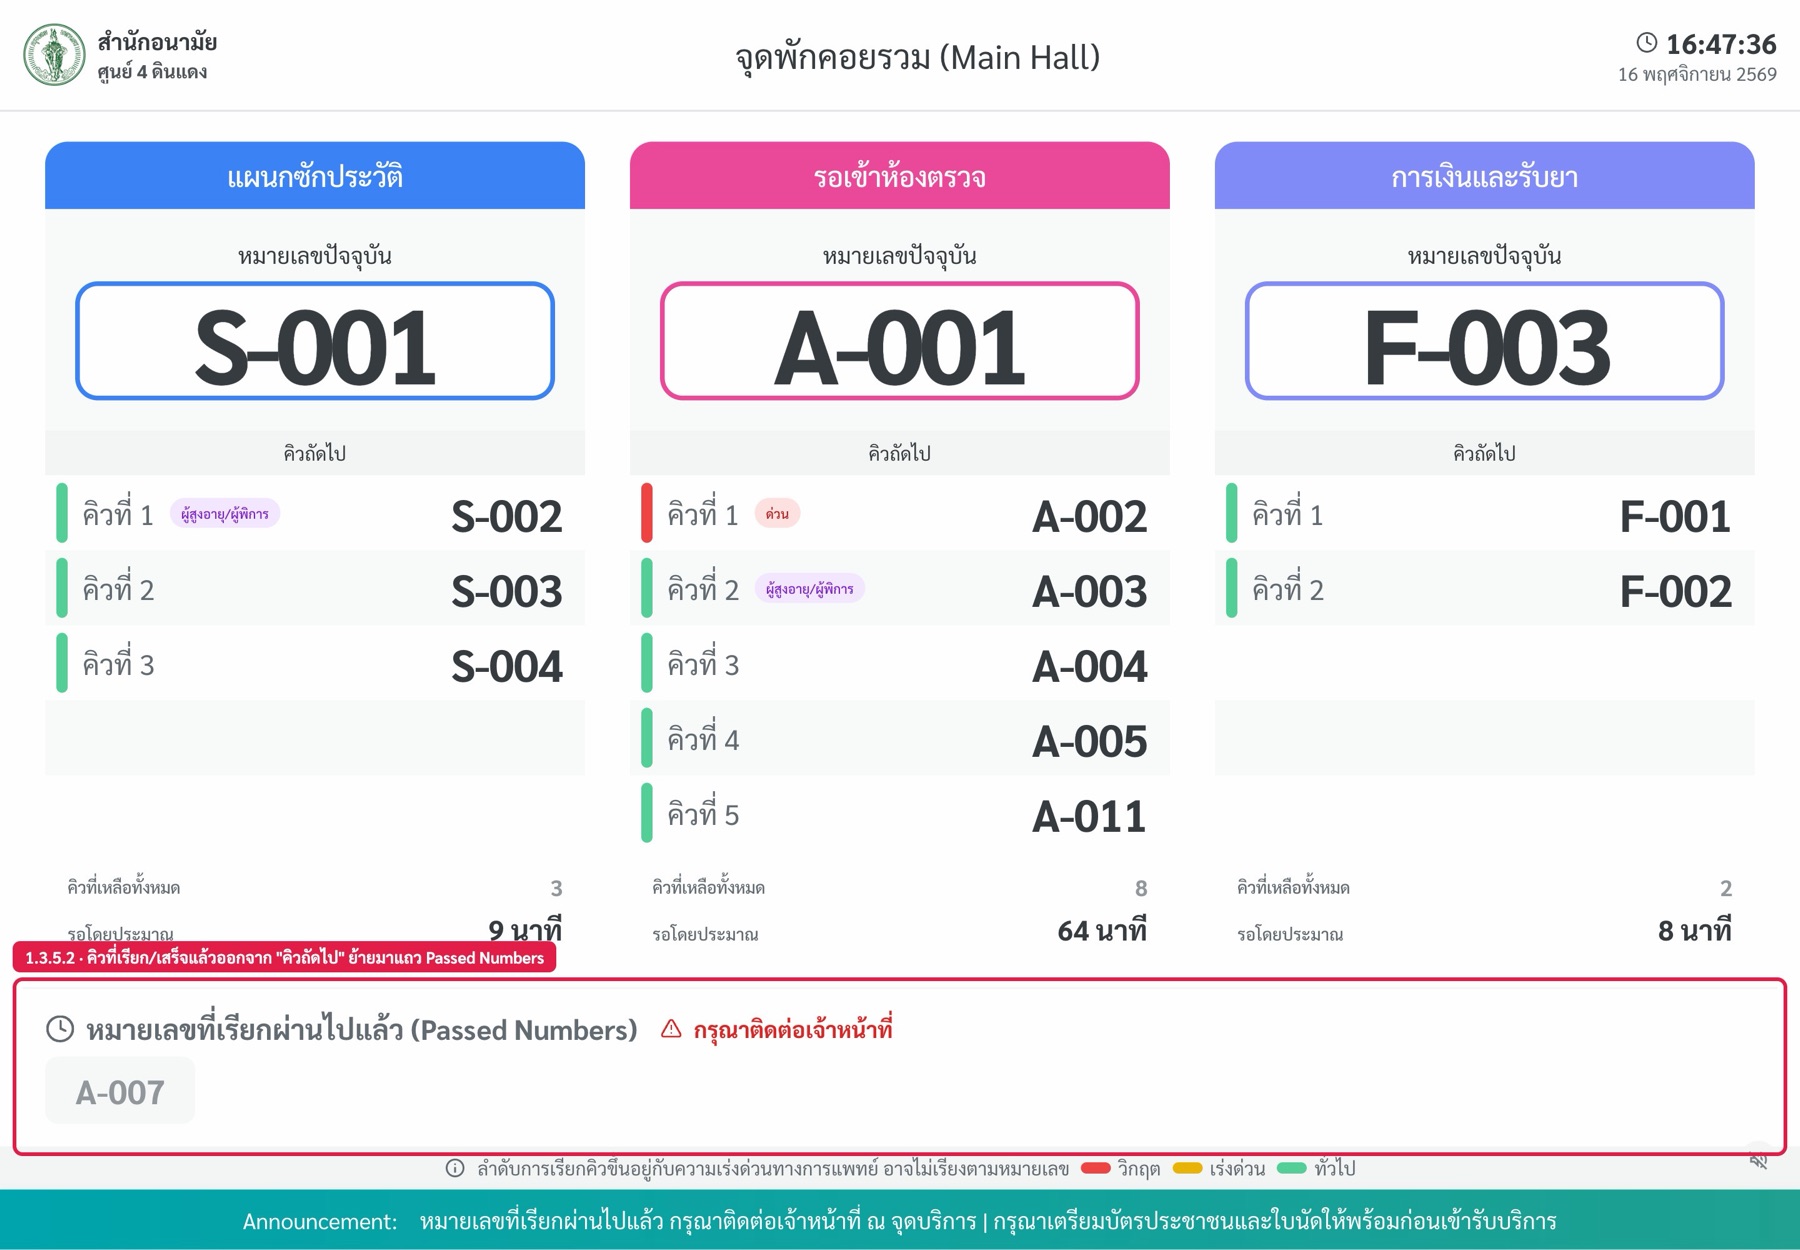 สำนักอนามัย
ศูนย์ 4 ดินแดง
จุดพักคอยรวม (Main Hall)
16:47:36
16 พฤศจิกายน 2569
แผนกซักประวัติ
หมายเลขปัจจุบัน
S-001
คิวถัดไป
คิวที่ 1 ผู้สูงอายุ/ผู้พิการ S-002
คิวที่ 2 S-003
คิวที่ 3 S-004
คิวที่เหลือทั้งหมด 3
รอโดยประมาณ 9 นาที
รอเข้าห้องตรวจ
หมายเลขปัจจุบัน
A-001
คิวถัดไป
คิวที่ 1 ด่วน A-002
คิวที่ 2 ผู้สูงอายุ/ผู้พิการ A-003
คิวที่ 3 A-004
คิวที่ 4 A-005
คิวที่ 5 A-011
คิวที่เหลือทั้งหมด 8
รอโดยประมาณ 64 นาที
การเงินและรับยา
หมายเลขปัจจุบัน
F-003
คิวถัดไป
คิวที่ 1 F-001
คิวที่ 2 F-002
คิวที่เหลือทั้งหมด 2
รอโดยประมาณ 8 นาที
1.3.5.2 · คิวที่เรียก/เสร็จแล้วออกจาก "คิวถัดไป" ย้ายมาแถว Passed Numbers
หมายเลขที่เรียกผ่านไปแล้ว (Passed Numbers) กรุณาติดต่อเจ้าหน้าที่
A-007
ลำดับการเรียกคิวขึ้นอยู่กับความเร่งด่วนทางการแพทย์ อาจไม่เรียงตามหมายเลข วิกฤต เร่งด่วน ทั่วไป
Announcement: หมายเลขที่เรียกผ่านไปแล้ว กรุณาติดต่อเจ้าหน้าที่ ณ จุดบริการ | กรุณาเตรียมบัตรประชาชนและใบนัดให้พร้อมก่อนเข้ารับบริการ